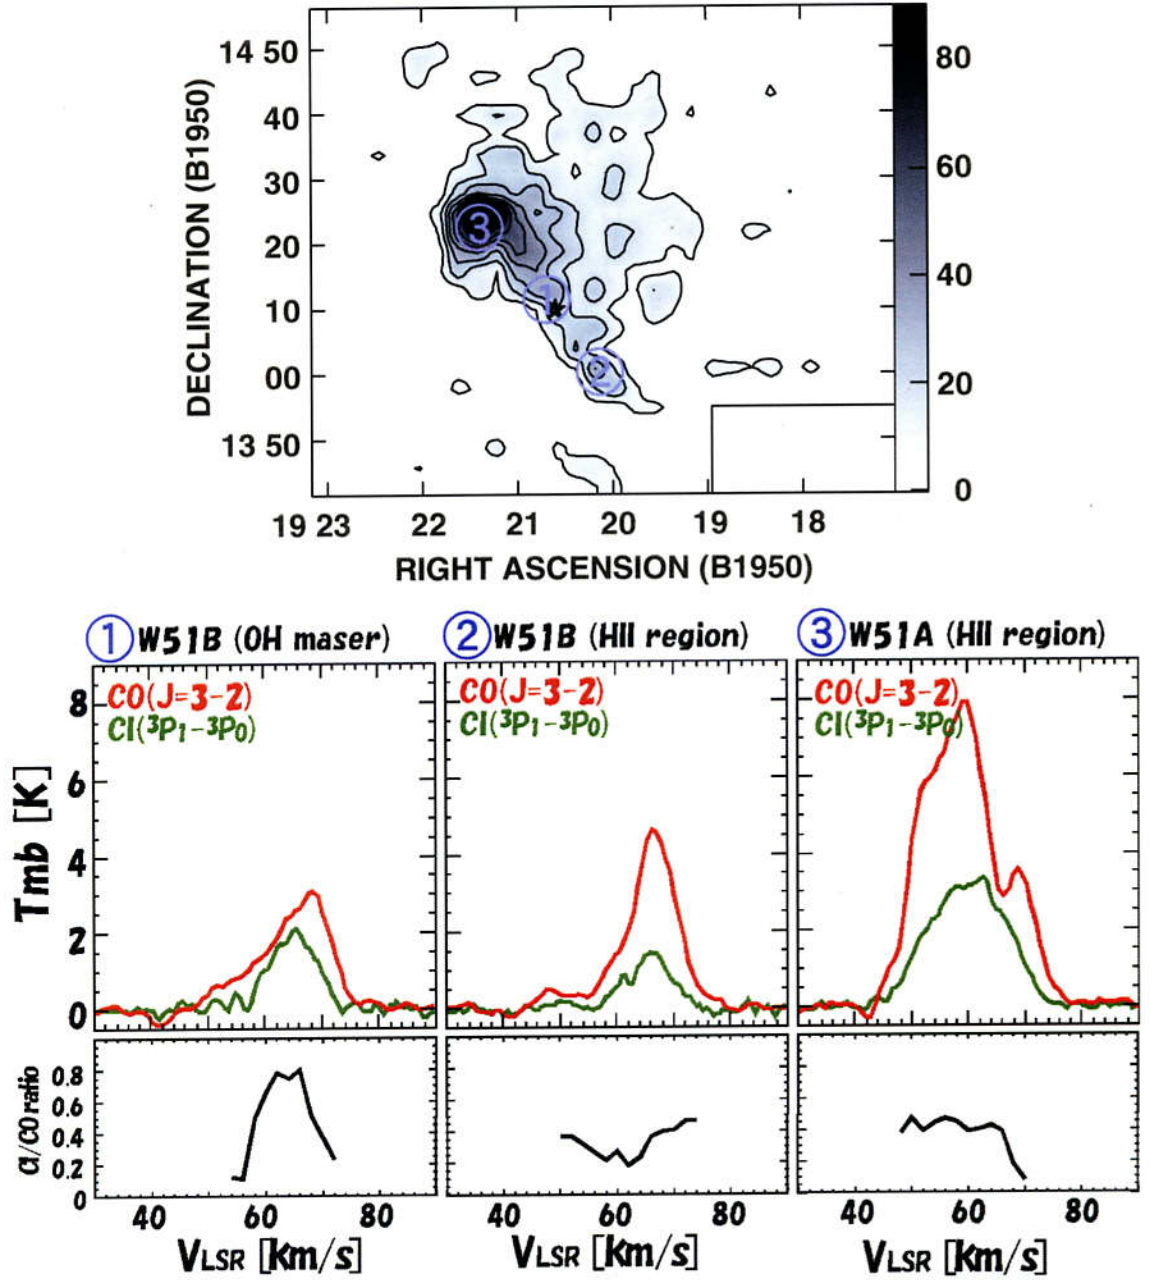 14 50
40
30
20
10
00
13 50
DECLINATION (B1950)
80
60
40
20
0
3
1
2
19 23 22 21 20 19 18
RIGHT ASCENSION (B1950)
1 W51B (OH maser) 2 W51B (HII region) 3 W51A (HII region)
CO(J=3-2) CO(J=3-2) CO(J=3-2)
CI(³P₁-³P₀) CI(³P₁-³P₀) CI(³P₁-³P₀)
Tmb [K]
8
6
4
2
0
CI/CO ratio
0.8
0.6
0.4
0.2
0
40 60 80 40 60 80 40 60 80
VLSR [Km/s] VLSR [Km/s] VLSR [Km/s]